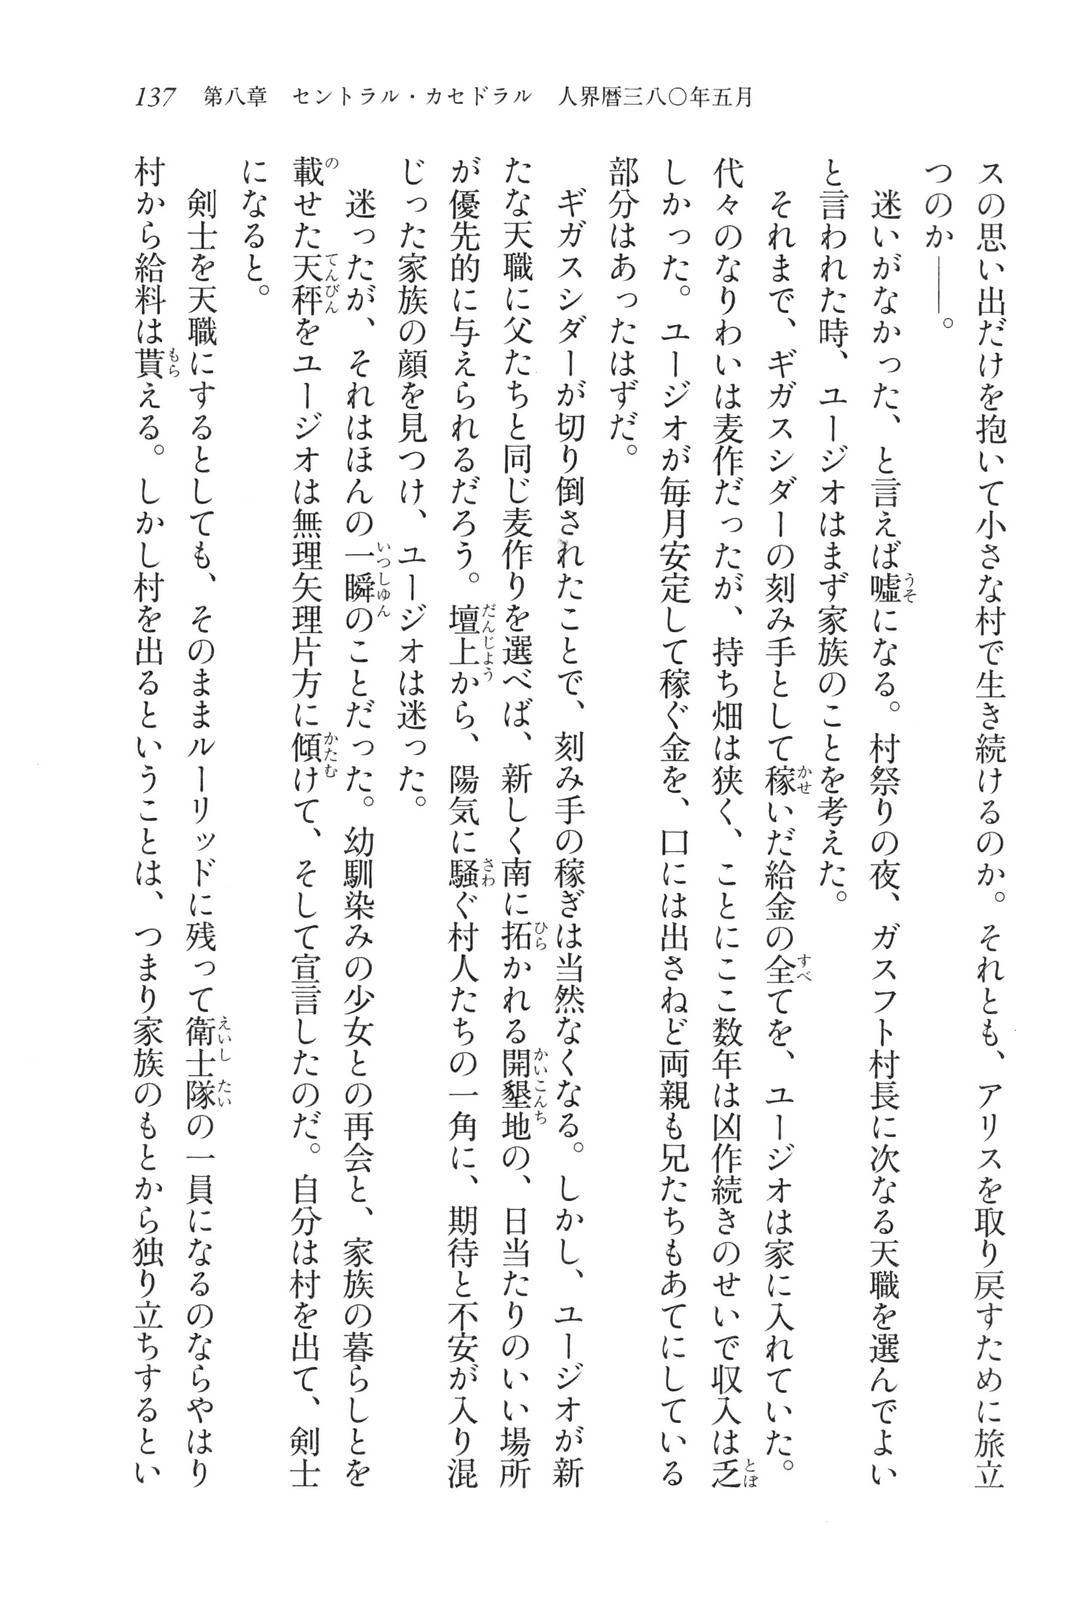 137　第八章　セントラル・カセドラル　人界暦三八〇年五月
スの思い出だけを抱いて小さな村で生き続けるのか。それとも、アリスを取り戻すために旅立
つのか――。
　迷いがなかった、と言えば嘘になる。村祭りの夜、ガスフト村長に次なる天職を選んでよい
と言われた時、ユージオはまず家族のことを考えた。
　それまで、ギガスシダーの刻み手として稼いだ給金の全てを、ユージオは家に入れていた。
代々のなりわいは麦作だったが、持ち畑は狭く、ことにここ数年は凶作続きのせいで収入は乏
しかった。ユージオが毎月安定して稼ぐ金を、口には出さねど両親も兄たちもあてにしている
部分はあったはずだ。
　ギガスシダーが切り倒されたことで、刻み手の稼ぎは当然なくなる。しかし、ユージオが新
たな天職に父たちと同じ麦作りを選べば、新しく南に拓かれる開墾地の、日当たりのいい場所
が優先的に与えられるだろう。壇上から、陽気に騒ぐ村人たちの一角に、期待と不安が入り混
じった家族の顔を見つけ、ユージオは迷った。
　迷ったが、それはほんの一瞬のことだった。幼馴染みの少女との再会と、家族の暮らしとを
載せた天秤をユージオは無理矢理片方に傾けて、そして宣言したのだ。自分は村を出て、剣士
になると。
　剣士を天職にするとしても、そのままルーリッドに残って衛士隊の一員になるのならやはり
村から給料は貰える。しかし村を出るということは、つまり家族のもとから独り立ちするとい